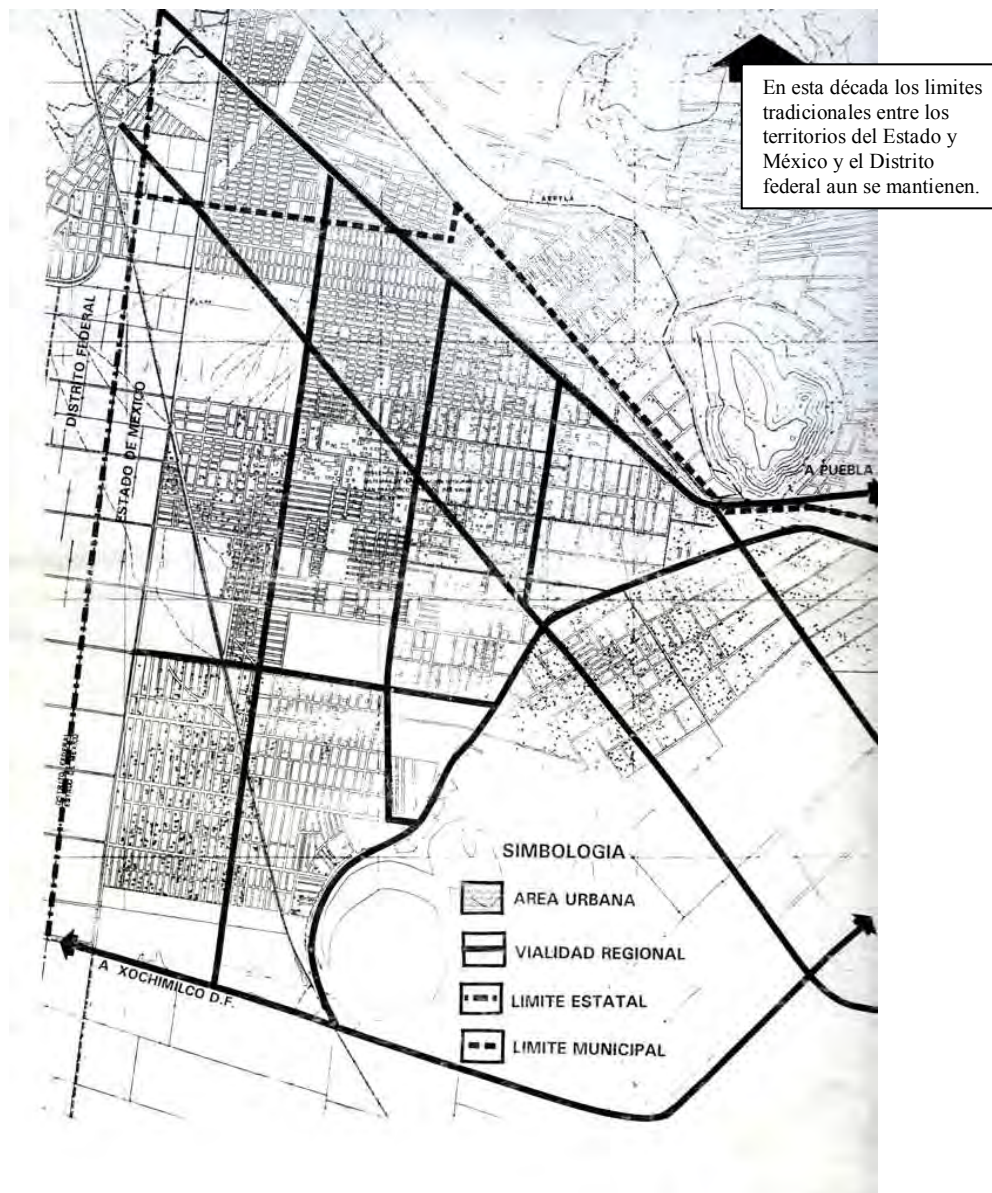 En esta década los limites
tradicionales entre los
territorios del Estado y
México y el Distrito
federal aun se mantienen.
DISTRITO FEDERAL
ESTADO DE MEXICO
A PUEBLA
A XOCHIMILCO D.F.
SIMBOLOGIA
AREA URBANA
VIALIDAD REGIONAL
LIMITE ESTATAL
LIMITE MUNICIPAL